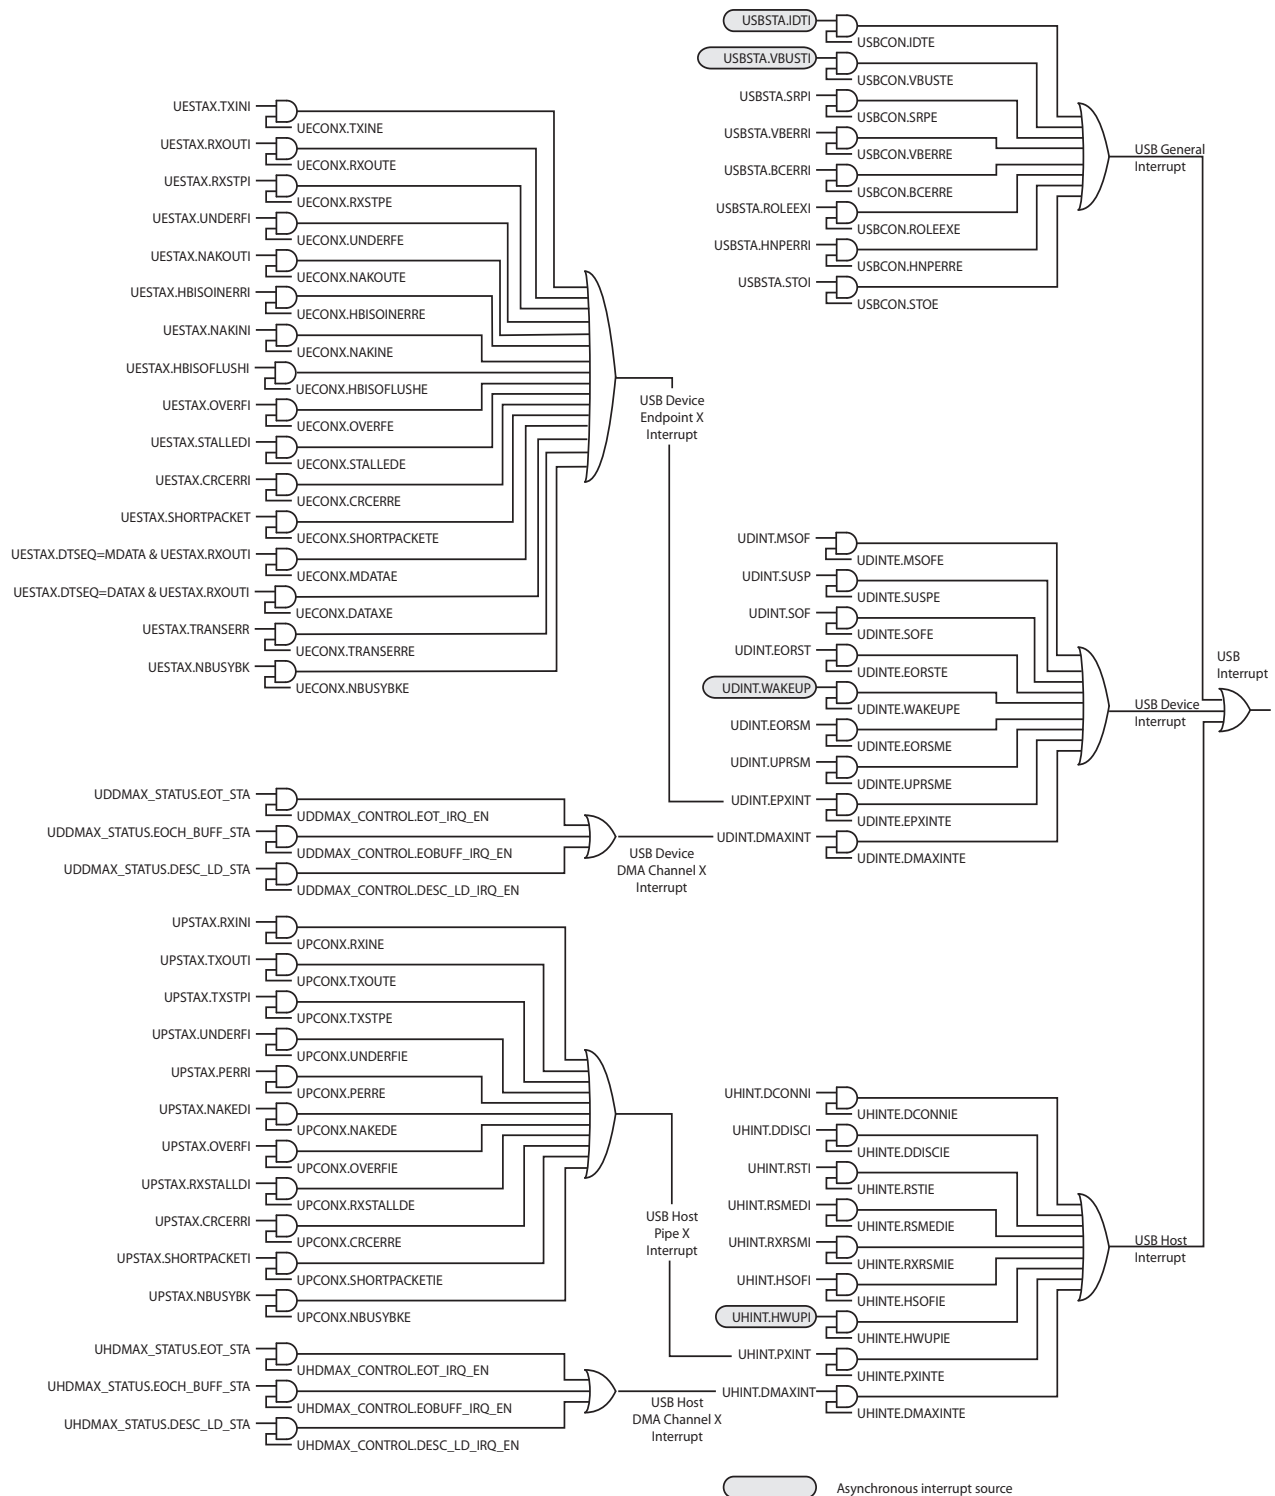 USBSTA.IDTI
USBCON.IDTE
USBSTA.VBUSTI
USBCON.VBUSTE
USBSTA.SRPI
USBCON.SRPE
USBSTA.VBERRI
USBCON.VBERRE
USBSTA.BCERRI
USBCON.BCERRE
USBSTA.ROLEEXI
USBCON.ROLEEXE
USBSTA.HNPERRI
USBCON.HNPERRE
USBSTA.STOI
USBCON.STOE
USB General
Interrupt
UESTAX.TXINI
UECONX.TXINE
UESTAX.RXOUTI
UECONX.RXOUTE
UESTAX.RXSTPI
UECONX.RXSTPE
UESTAX.UNDERFI
UECONX.UNDERFE
UESTAX.NAKOUTI
UECONX.NAKOUTE
UESTAX.HBISOINERRI
UECONX.HBISOINERRE
UESTAX.NAKINI
UECONX.NAKINE
UESTAX.HBISOFLUSHI
UECONX.HBISOFLUSHE
UESTAX.OVERFI
UECONX.OVERFE
UESTAX.STALLEDI
UECONX.STALLEDE
UESTAX.CRCERRI
UECONX.CRCERRE
UESTAX.SHORTPACKET
UECONX.SHORTPACKETE
UESTAX.DTSEQ=MDATA & UESTAX.RXOUTI
UECONX.MDATAE
UESTAX.DTSEQ=DATAX & UESTAX.RXOUTI
UECONX.DATAXE
UESTAX.TRANSERR
UECONX.TRANSERRE
UESTAX.NBUSYBK
UECONX.NBUSYBKE
USB Device
Endpoint X
Interrupt
UDINT.MSOF
UDINTE.MSOFE
UDINT.SUSP
UDINTE.SUSPE
UDINT.SOF
UDINTE.SOFE
UDINT.EORST
UDINTE.EORSTE
UDINT.WAKEUP
UDINTE.WAKEUPE
UDINT.EORSM
UDINTE.EORSME
UDINT.UPRSM
UDINTE.UPRSME
UDINT.EPXINT
UDINTE.EPXINTE
UDINT.DMAXINT
UDINTE.DMAXINTE
USB Device
Interrupt
USB
Interrupt
UDDMAX_STATUS.EOT_STA
UDDMAX_CONTROL.EOT_IRQ_EN
UDDMAX_STATUS.EOCH_BUFF_STA
UDDMAX_CONTROL.EOBUFF_IRQ_EN
UDDMAX_STATUS.DESC_LD_STA
UDDMAX_CONTROL.DESC_LD_IRQ_EN
USB Device
DMA Channel X
Interrupt
UPSTAX.RXINI
UPCONX.RXINE
UPSTAX.TXOUTI
UPCONX.TXOUTE
UPSTAX.TXSTPI
UPCONX.TXSTPE
UPSTAX.UNDERFI
UPCONX.UNDERFIE
UPSTAX.PERRI
UPCONX.PERRE
UPSTAX.NAKEDI
UPCONX.NAKEDE
UPSTAX.OVERFI
UPCONX.OVERFIE
UPSTAX.RXSTALLDI
UPCONX.RXSTALLDE
UPSTAX.CRCERRI
UPCONX.CRCERRE
UPSTAX.SHORTPACKETI
UPCONX.SHORTPACKETIE
UPSTAX.NBUSYBK
UPCONX.NBUSYBKE
USB Host
Pipe X
Interrupt
UHINT.DCONNI
UHINTE.DCONNIE
UHINT.DDISCI
UHINTE.DDISCIE
UHINT.RSTI
UHINTE.RSTIE
UHINT.RSMEDI
UHINTE.RSMEDIE
UHINT.RXRSMI
UHINTE.RXRSMIE
UHINT.HSOFI
UHINTE.HSOFIE
UHINT.HWUPI
UHINTE.HWUPIE
UHINT.PXINT
UHINTE.PXINTE
UHINT.DMAXINT
UHINTE.DMAXINTE
USB Host
Interrupt
UHDMAX_STATUS.EOT_STA
UHDMAX_CONTROL.EOT_IRQ_EN
UHDMAX_STATUS.EOCH_BUFF_STA
UHDMAX_CONTROL.EOBUFF_IRQ_EN
UHDMAX_STATUS.DESC_LD_STA
UHDMAX_CONTROL.DESC_LD_IRQ_EN
USB Host
DMA Channel X
Interrupt
Asynchronous interrupt source